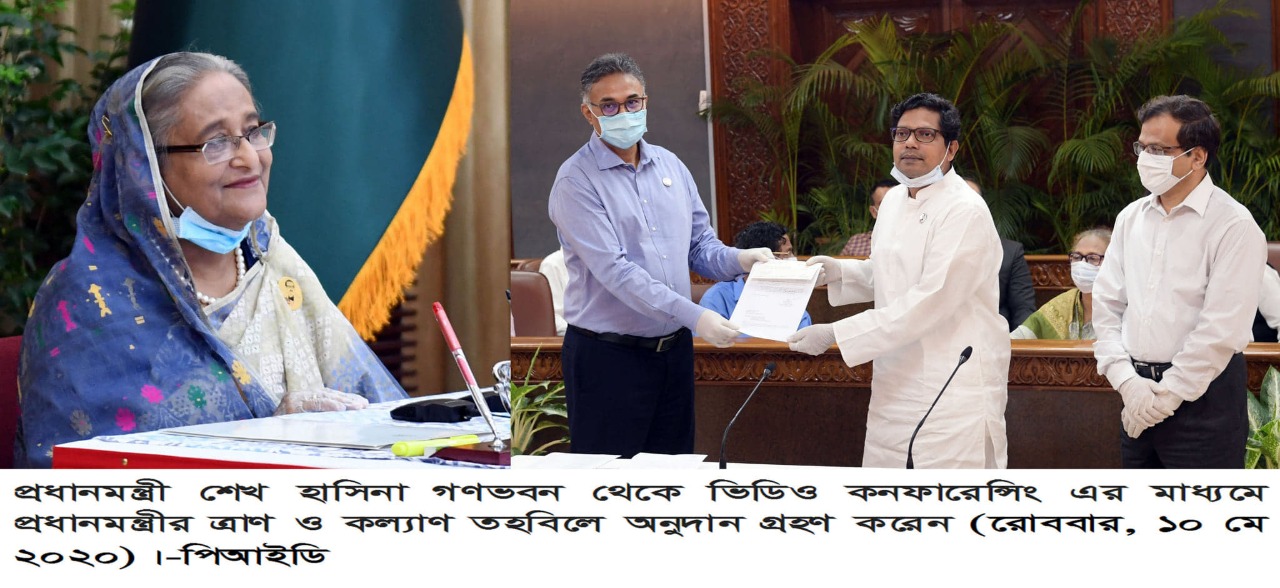 প্রধানমন্ত্রী শেখ হাসিনা গণভবন থেকে ভিডিও কনফারেন্সিং এর মাধ্যমে
প্রধানমন্ত্রীর ত্রাণ ও কল্যাণ তহবিলে অনুদান গ্রহণ করেন (রোববার, ১০ মে
২০২০) ।-পিআইডি